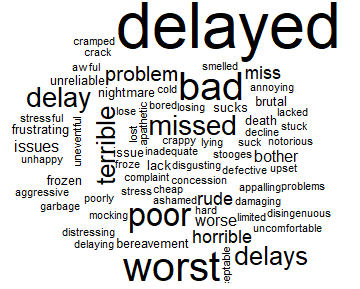 delayed
cramped
crack
awful
smelled
problem
bad
miss
unreliable
nightmare
cold
annoying
delay
bored
losing
sucks
brutal
lose
lacked
stressful
uneventful
terrible
lost
apathetic
missed
death
stuck
frustrating
crappy
lying
decline
suck
notorious
issues
issue
inadequate
stooges
bother
unhappy
froze
lack
disgusting
defective
upset
frozen
complaint
concession
appalling
problems
aggressive
stress
cheap
rude
garbage
poorly
ashamed
damaging
mocking
poor
hard
worse
limited
disingenuous
distressing
horrible
uncomfortable
delaying
bereavement
worst
delays